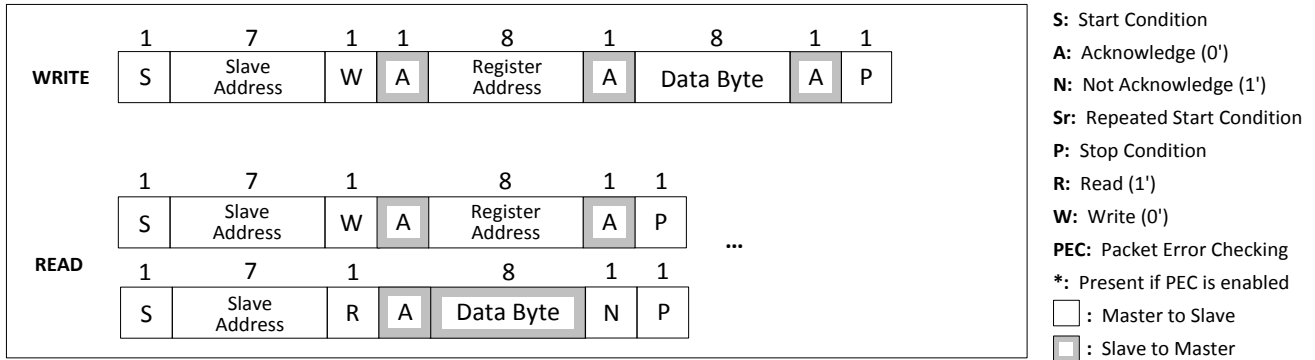 1 7 1 1 8 1 8 1 1
WRITE S Slave Address W A Register Address A Data Byte A P
1 7 1 8 1 1
S Slave Address W A Register Address A P ...
READ
1 7 1 8 1 1
S Slave Address R A Data Byte N P
S: Start Condition
A: Acknowledge (0')
N: Not Acknowledge (1')
Sr: Repeated Start Condition
P: Stop Condition
R: Read (1')
W: Write (0')
PEC: Packet Error Checking
*: Present if PEC is enabled
: Master to Slave
: Slave to Master